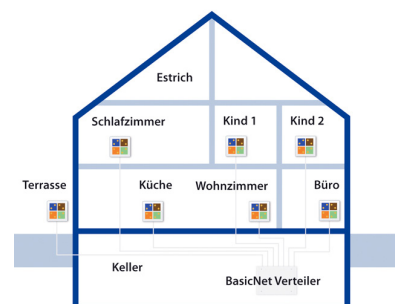 Estrich
Schlafzimmer
Kind 1
Kind 2
Terrasse
Küche
Wohnzimmer
Büro
Keller
BasicNet Verteiler